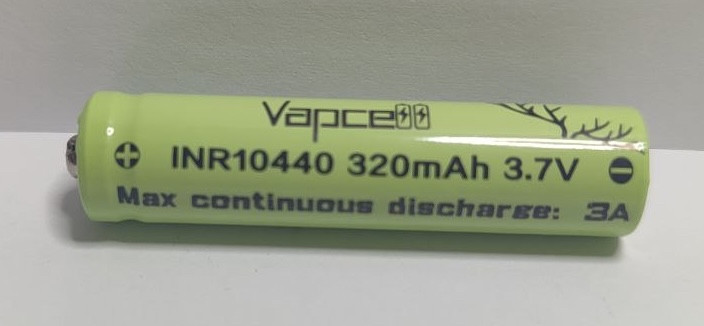 Vapcell
INR10440 320mAh 3.7V
Max continuous discharge: 3A